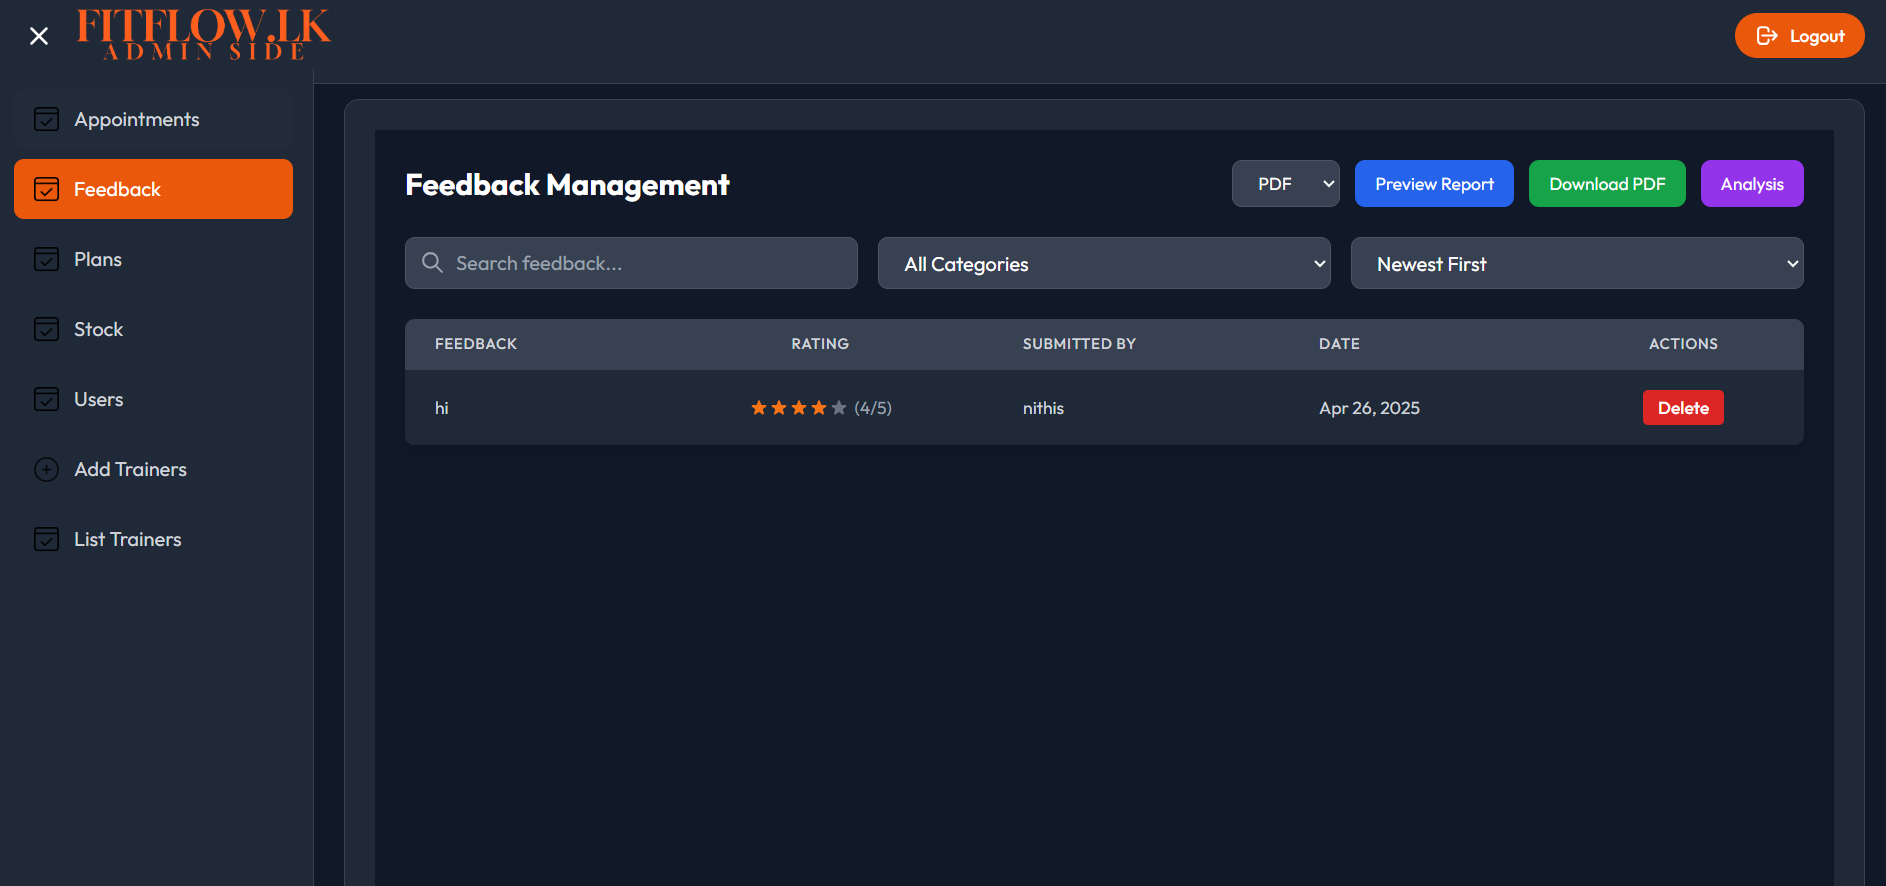 FITFLOW.LK
ADMIN SIDE
Logout
Appointments
Feedback
Plans
Stock
Users
Add Trainers
List Trainers
Feedback Management
PDF
Preview Report
Download PDF
Analysis
Search feedback...
All Categories
Newest First
FEEDBACK RATING SUBMITTED BY DATE ACTIONS
hi (4/5) nithis Apr 26, 2025 Delete